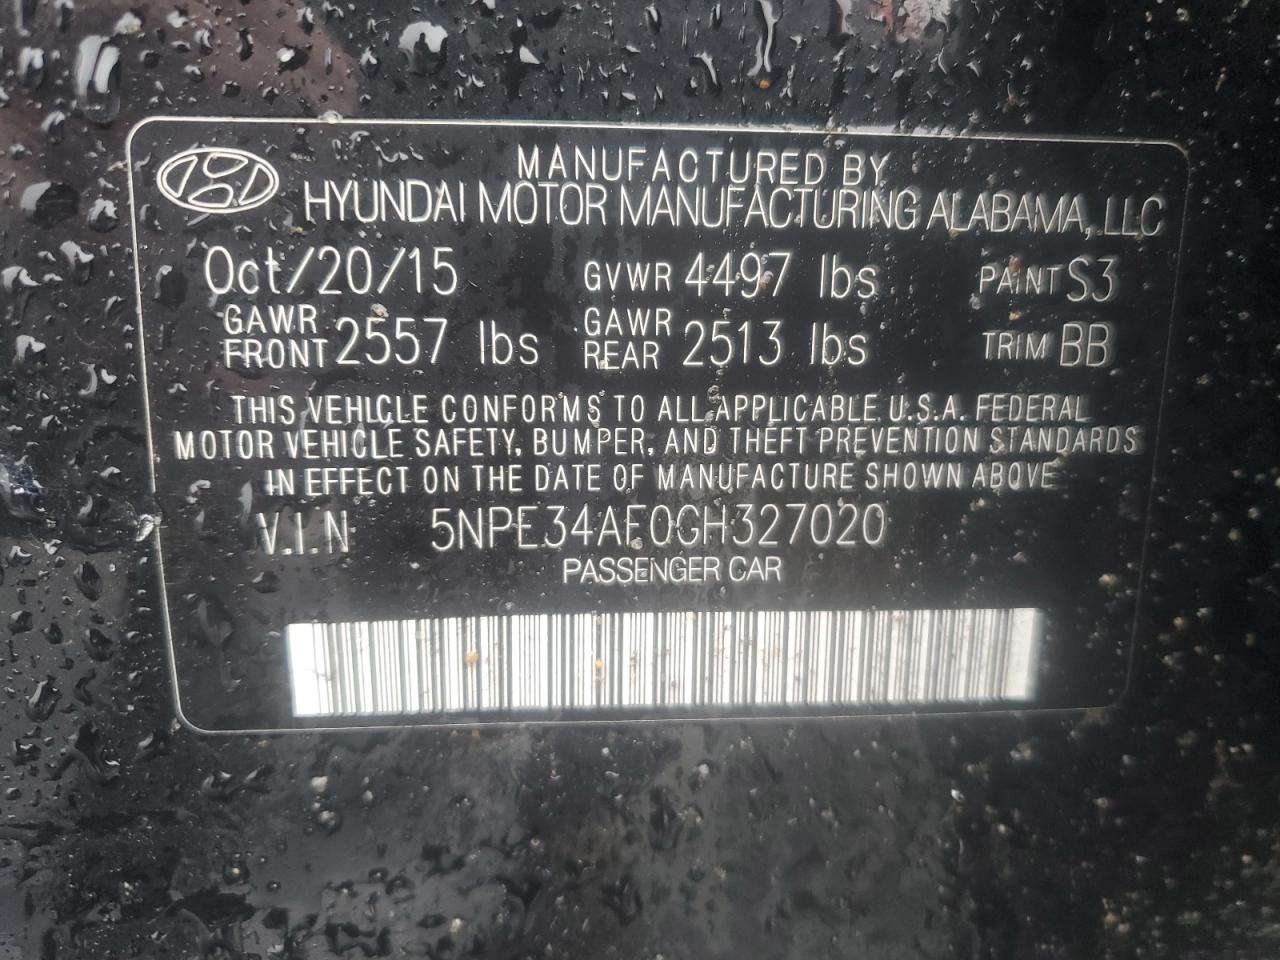 MANUFACTURED BY
HYUNDAI MOTOR MANUFACTURING ALABAMA, LLC
Oct/20/15 GVWR 4497 lbs PAINT S3
GAWR FRONT 2557 lbs GAWR REAR 2513 lbs TRIM BB
THIS VEHICLE CONFORMS TO ALL APPLICABLE U.S.A. FEDERAL
MOTOR VEHICLE SAFETY, BUMPER, AND THEFT PREVENTION STANDARDS
IN EFFECT ON THE DATE OF MANUFACTURE SHOWN ABOVE
V.I.N 5NPE34AF0GH327020
PASSENGER CAR